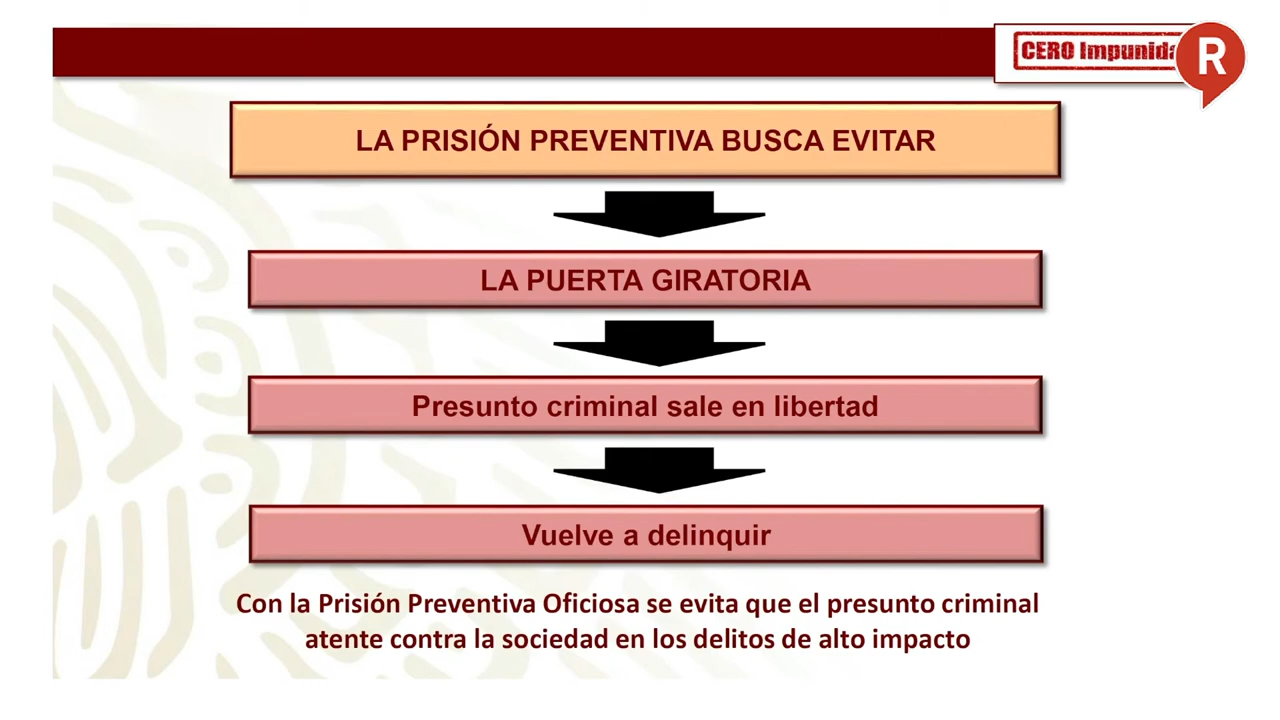 CERO Impunida
R
LA PRISIÓN PREVENTIVA BUSCA EVITAR
LA PUERTA GIRATORIA
Presunto criminal sale en libertad
Vuelve a delinquir
Con la Prisión Preventiva Oficiosa se evita que el presunto criminal
atente contra la sociedad en los delitos de alto impacto